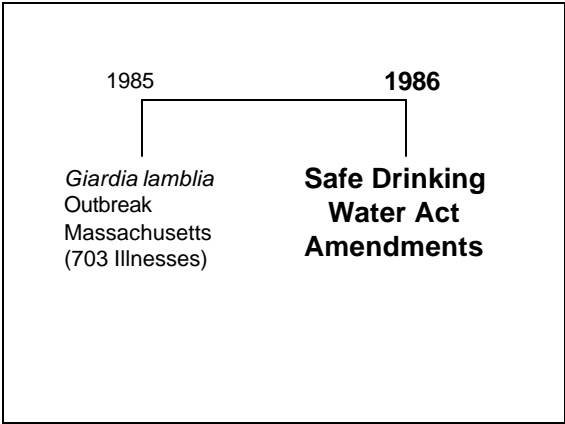 1985
1986
Giardia lamblia
Outbreak
Massachusetts
(703 Illnesses)
Safe Drinking
Water Act
Amendments